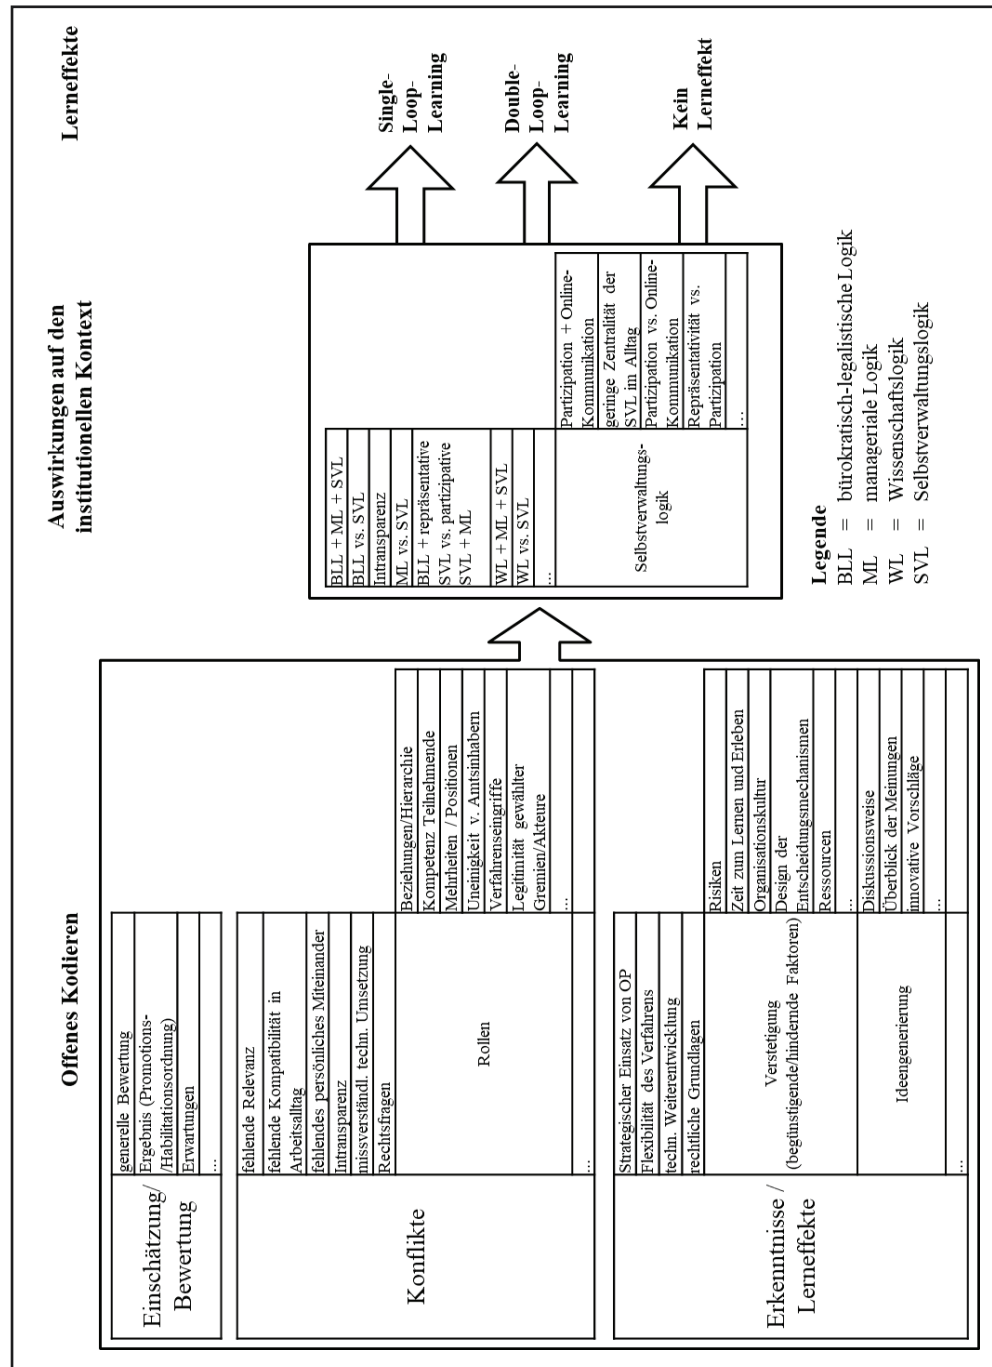 Offenes Kodieren
Auswirkungen auf den
institutionellen Kontext
Lerneffekte
Einschätzung/
Bewertung
generelle Bewertung
Ergebnis (Promotions-
/Habilitationsordnung)
Erwartungen
...
Konflikte
fehlende Relevanz
fehlende Kompatibilität in
Arbeitsalltag
fehlendes persönliches Miteinander
Intransparenz
missverständl. techn. Umsetzung
Rechtsfragen
Rollen
Beziehungen/Hierarchie
Kompetenz Teilnehmende
Mehrheiten / Positionen
Uneinigkeit v. Amtsinhabern
Verfahrenseingriffe
Legitimität gewählter
Gremien/Akteure
...
...
Erkenntnisse /
Lerneffekte
Strategischer Einsatz von OP
Flexibilität des Verfahrens
techn. Weiterentwicklung
rechtliche Grundlagen
Verstetigung
(begünstigende/hindernde Faktoren)
Risiken
Zeit zum Lernen und Erleben
Organisationskultur
Design der
Entscheidungsmechanismen
Ressourcen
...
Ideengenerierung
Diskussionsweise
Überblick der Meinungen
innovative Vorschläge
...
...
BLL + ML + SVL
BLL vs. SVL
Intransparenz
ML vs. SVL
BLL + repräsentative
SVL vs. partizipative
SVL + ML
WL + ML + SVL
WL vs. SVL
...
Selbstverwaltungs-
logik
Partizipation + Online-
Kommunikation
geringe Zentralität der
SVL im Alltag
Partizipation vs. Online-
Kommunikation
Repräsentativität vs.
Partizipation
...
Single-
Loop-
Learning
Double-
Loop-
Learning
Kein
Lerneffekt
Legende
BLL = bürokratisch-legalistische Logik
ML = manageriale Logik
WL = Wissenschaftslogik
SVL = Selbstverwaltungslogik